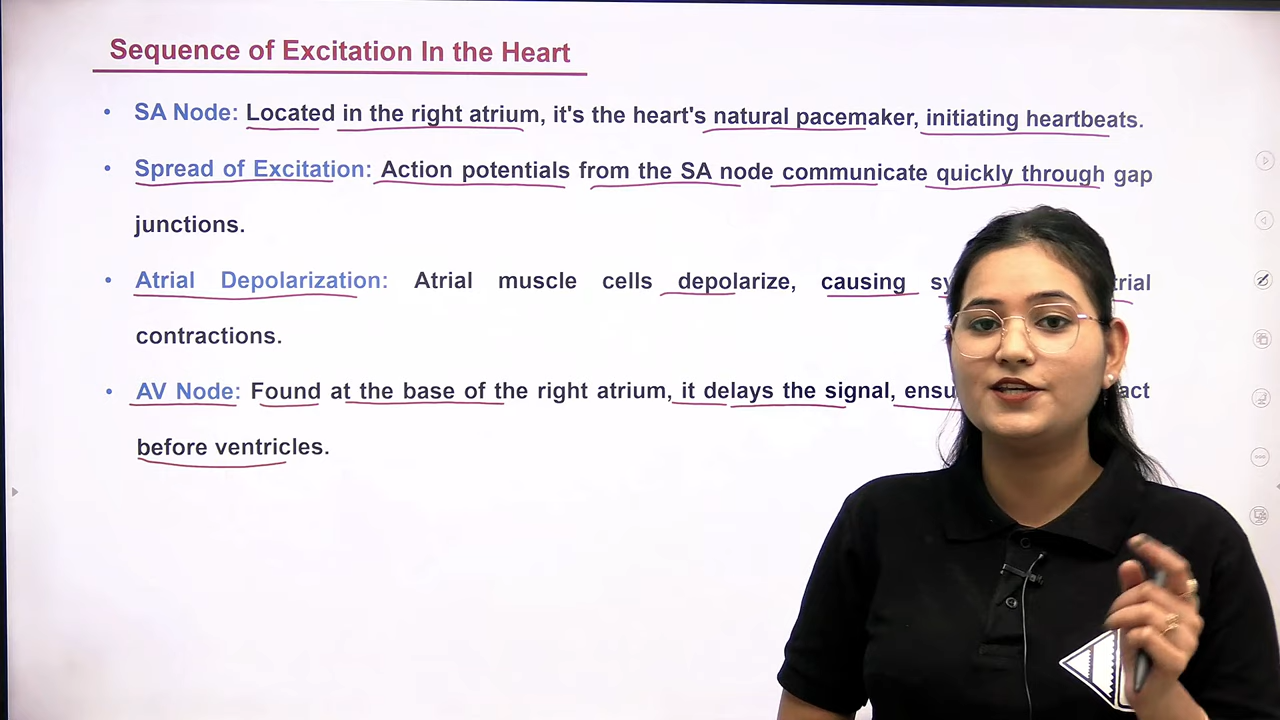 Sequence of Excitation In the Heart
• SA Node: Located in the right atrium, it's the heart's natural pacemaker, initiating heartbeats.
• Spread of Excitation: Action potentials from the SA node communicate quickly through gap
junctions.
• Atrial Depolarization: Atrial muscle cells depolarize, causing
contractions.
• AV Node: Found at the base of the right atrium, it delays the signal,
before ventricles.